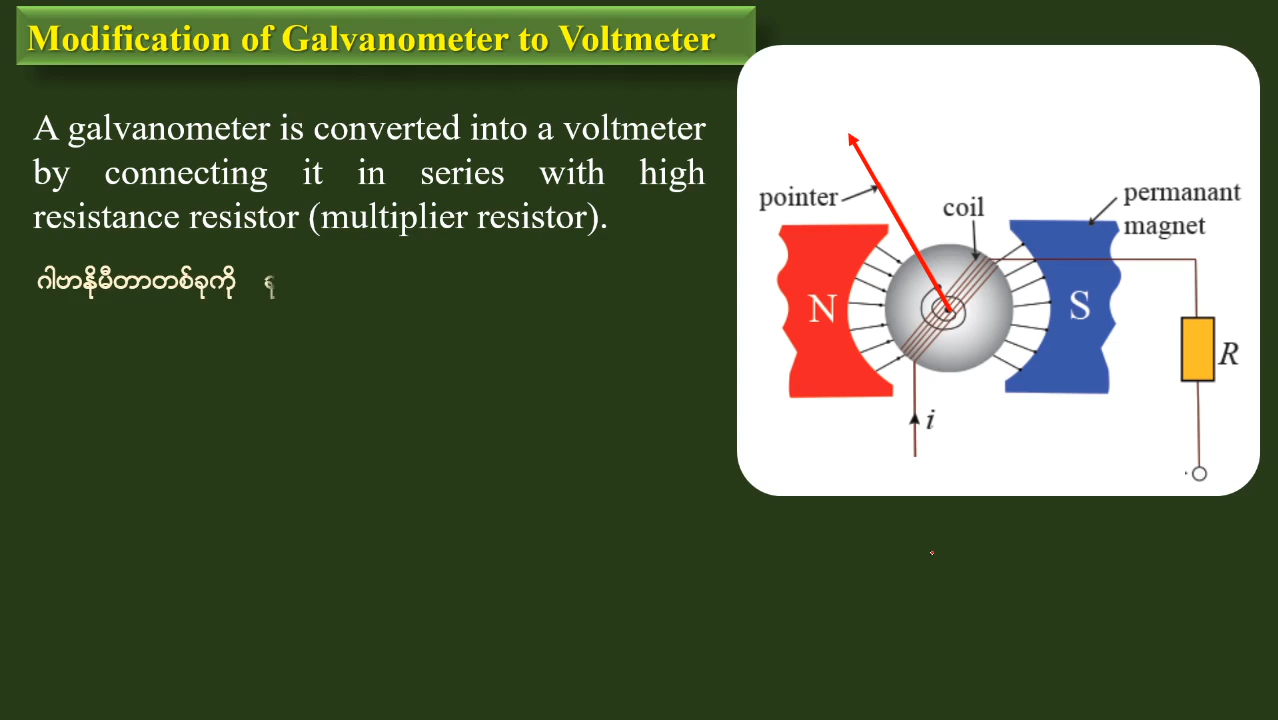 Modification of Galvanometer to Voltmeter
A galvanometer is converted into a voltmeter
by connecting it in series with high
resistance resistor (multiplier resistor).
ဂါဗာနိုမီတာတစ်ခုကို
pointer
coil
permanant
magnet
N
S
R
i